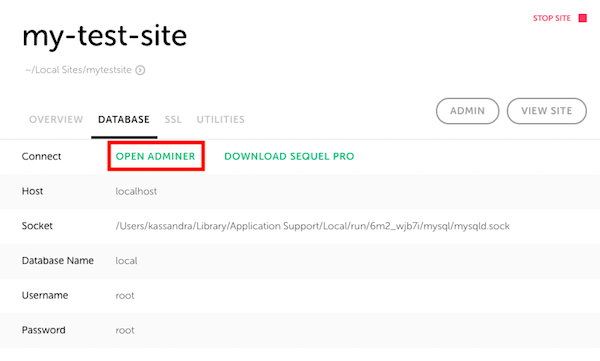 my-test-site
STOP SITE
~/Local Sites/mytestsite
OVERVIEW DATABASE SSL UTILITIES
ADMIN VIEW SITE
Connect OPEN ADMINER DOWNLOAD SEQUEL PRO
Host localhost
Socket /Users/kassandra/Library/Application Support/Local/run/6m2_wjb7i/mysql/mysqld.sock
Database Name local
Username root
Password root